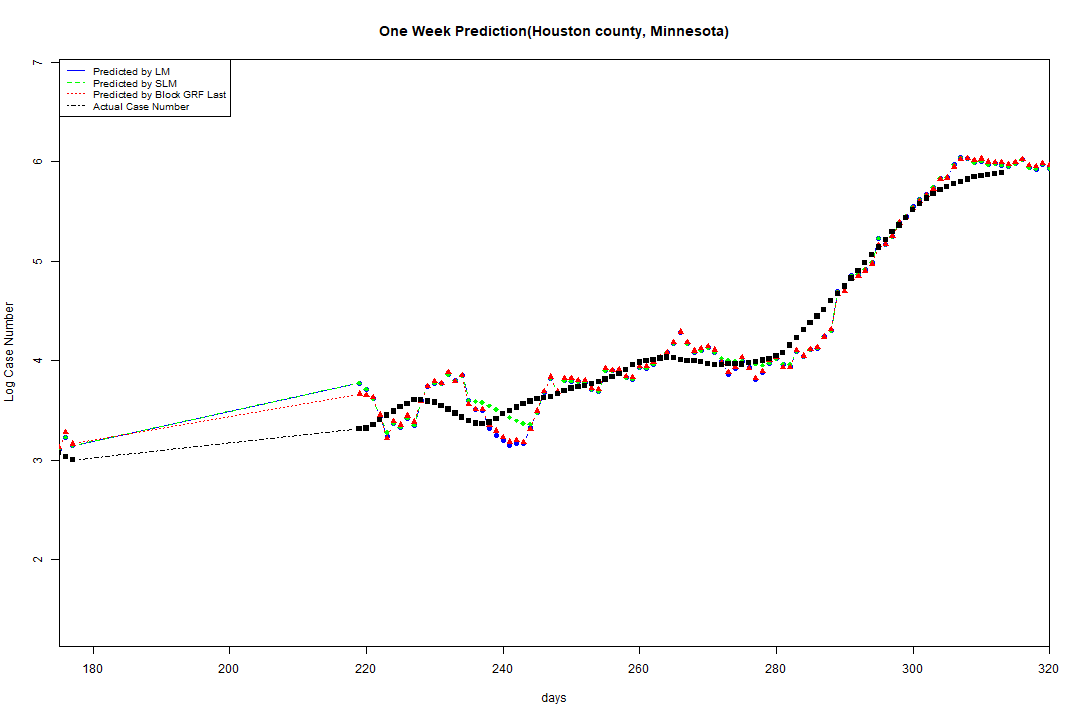 One Week Prediction(Houston county, Minnesota)
Predicted by LM
Predicted by SLM
Predicted by Block GRF Last
Actual Case Number
7
6
5
4
3
2
Log Case Number
180 200 220 240 260 280 300 320
days